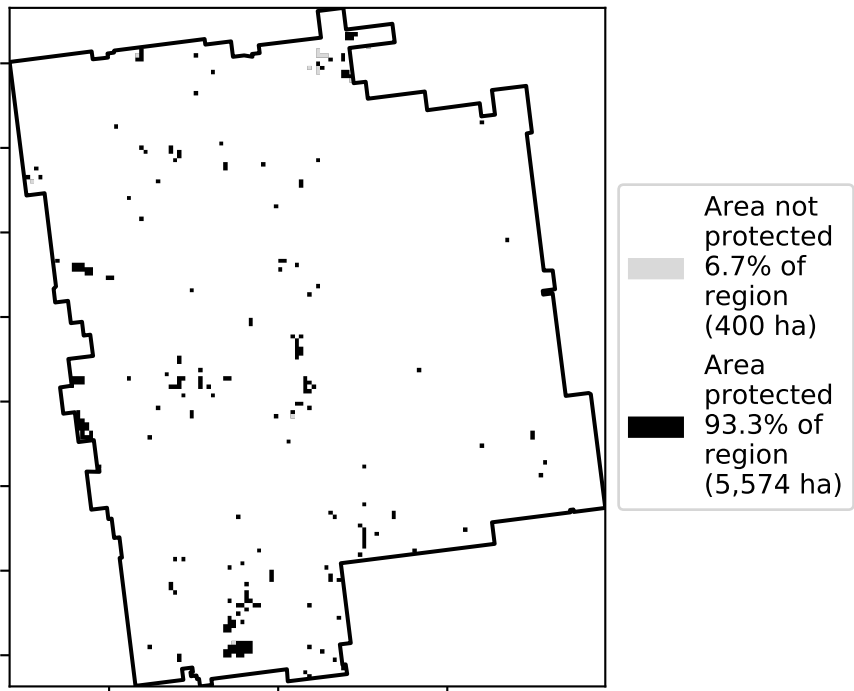 Area not
protected
6.7% of
region
(400 ha)
Area
protected
93.3% of
region
(5,574 ha)